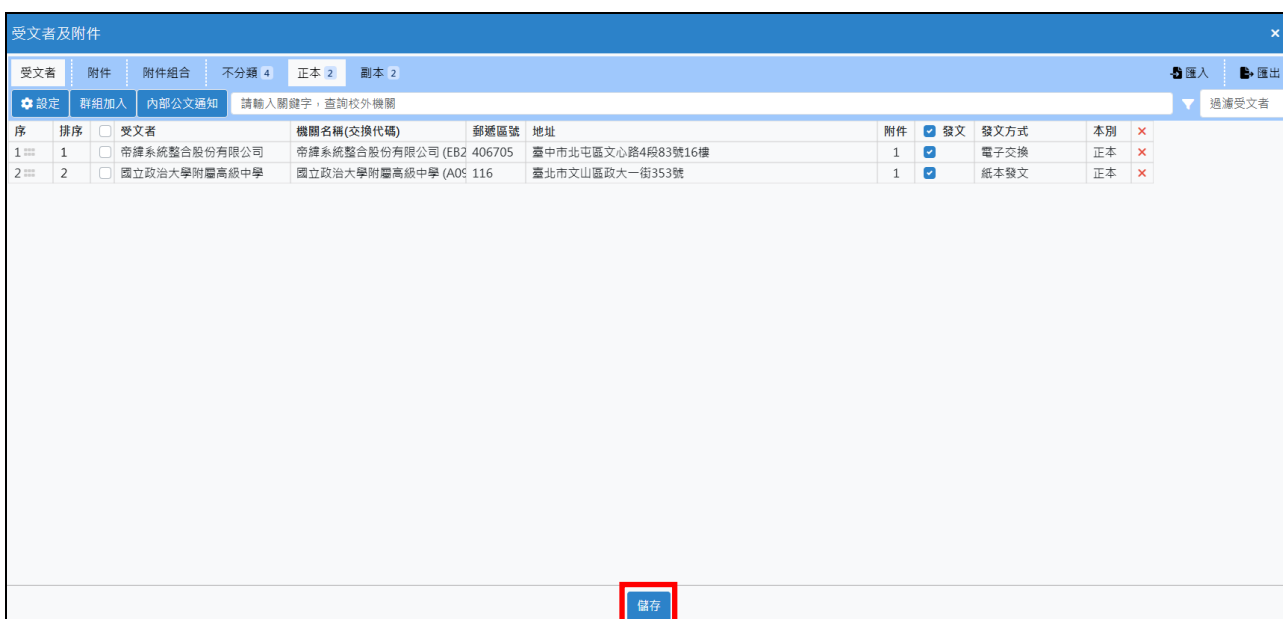 受文者及附件 ×
受文者 附件 附件組合 不分類 4 正本 2 副本 2 匯入 匯出
設定 群組加入 內部公文通知 請輸入關鍵字，查詢校外機關 過濾受文者
序 排序 受文者 機關名稱(交換代碼) 郵遞區號 地址 附件 發文 發文方式 本別 ×
1 1 帝緯系統整合股份有限公司 帝緯系統整合股份有限公司 (EB2 406705 臺中市北屯區文心路4段83號16樓 1 電子交換 正本 ×
2 2 國立政治大學附屬高級中學 國立政治大學附屬高級中學 (A09 116 臺北市文山區政大一街353號 1 紙本發文 正本 ×
儲存